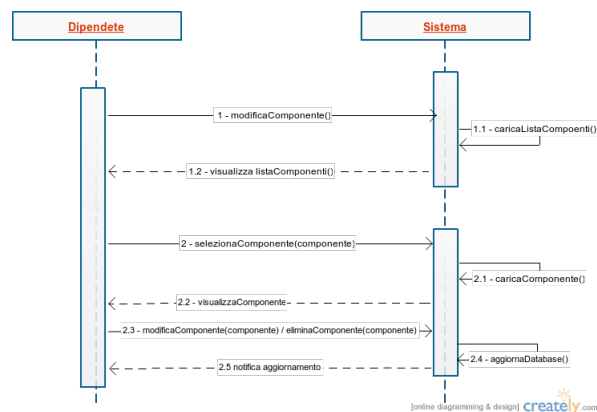 Dipendete
Sistema
1 - modificaComponente()
1.1 - caricaListaCompoenti()
1.2 - visualizza listaComponenti()
2 - selezionaComponente(componente)
2.1 - caricaComponente()
2.2 - visualizzaComponente
2.3 - modificaComponente(componente) / eliminaComponente(componente)
2.4 - aggiornaDatabase()
2.5 notifica aggiornamento
[online diagramming & design] creately.com